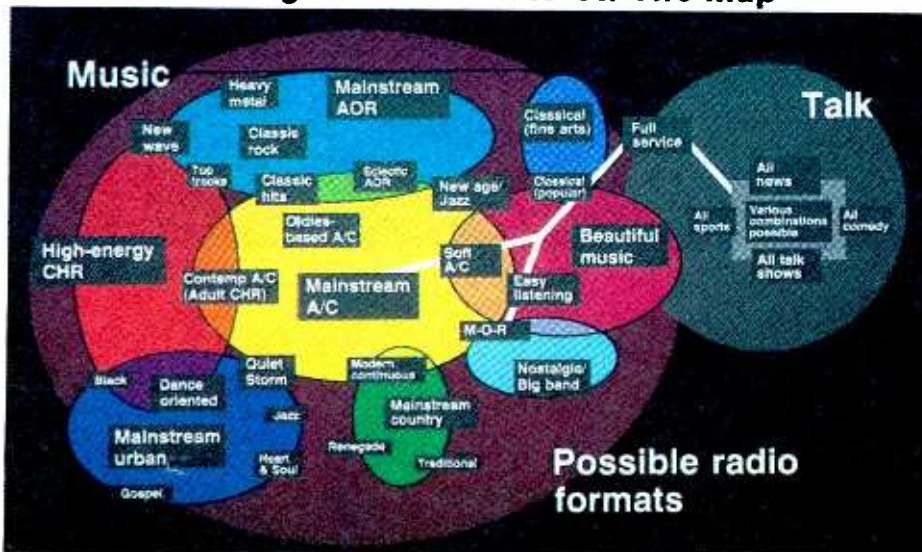 The Map
Music
Talk
Heavy
metal
Mainstream
AOR
Classical
(fine arts)
Full
service
New
wave
Classic
rock
Top
tracks
Classic
hits
Eclectic
AOR
New age/
Jazz
Classical
(popular)
All
news
All
sports
Various
combinations
possible
All
comedy
All talk
shows
Oldies-
based A/C
High-energy
CHR
Contemp A/C
(Adult CHR)
Mainstream
A/C
Soft
A/C
Beautiful
music
Easy
listening
M-O-R
Quiet
Storm
Modern
continuous
Nostalgic/
Big band
Black
Dance
oriented
Jazz
Mainstream
country
Mainstream
urban
Renegade
Heart
& Soul
Traditional
Gospel
Possible radio
formats